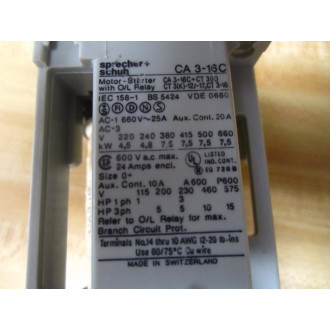 sprecher+ schuh CA 3-16C
Motor-Starter CA 3-16C+CT 3
with O/L Relay CT 3(K)-12/-17,CT 3-16
IEC 158-1 BS 5424 VDE 0660
AC-1 660V~25A Aux. Cont. 20A
AC-3
V 220 240 380 415 500 660
kW 4,5 4,8 7,5 7,5 7,5 7,5
600 V a.c max. LISTED IND. CONT.
24 Amps encl. EQ 728B
Size 0+
Aux. Cont. 10A A600 P600
V 115 200 230 460 575
HP 1ph 1 3
HP 3ph 5 5 10 15
Refer to O/L Relay for max.
Branch Circuit Prot.
Terminals No.14 thru 10 AWG 12-20 lb-ins
Use 60/75°C Cu wire
MADE IN SWITZERLAND